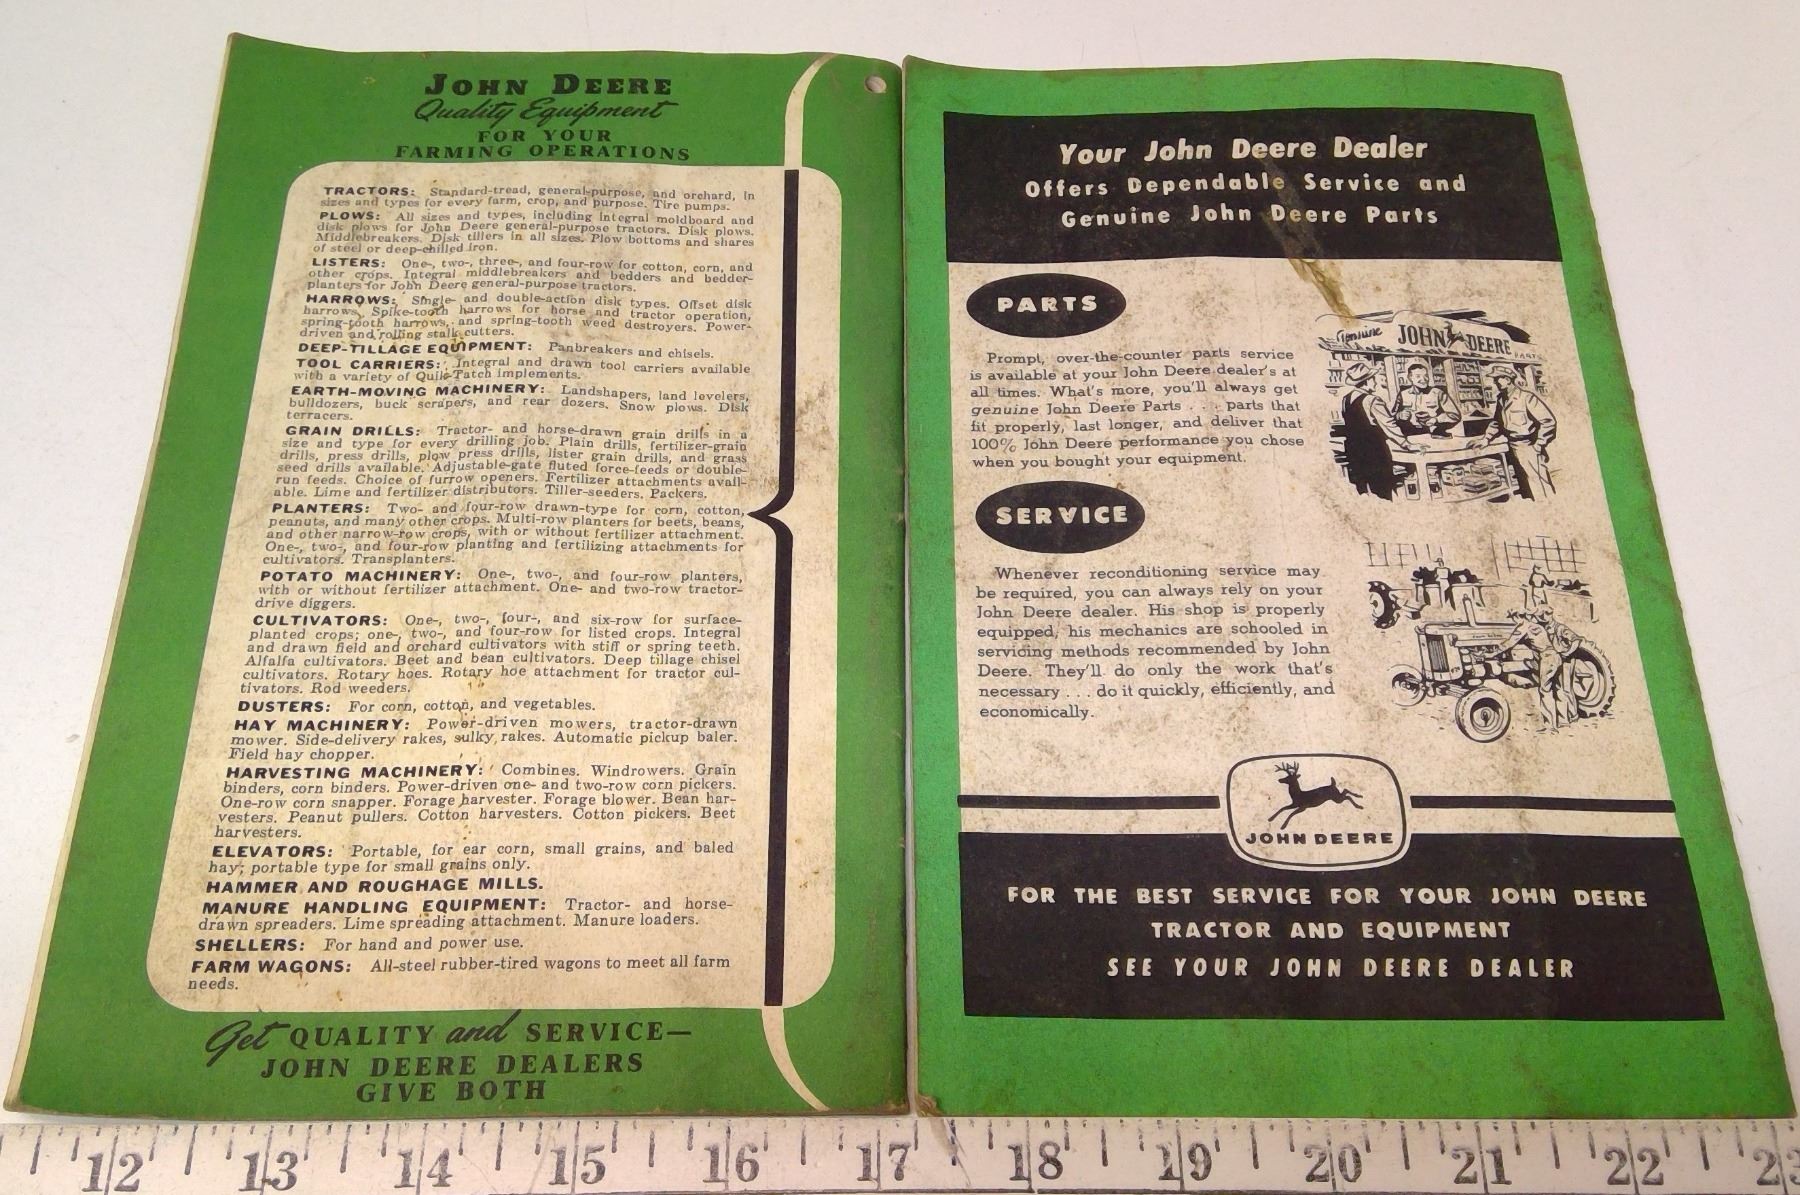 JOHN DEERE
Quality Equipment
FOR YOUR
FARMING OPERATIONS
TRACTORS: Standard-tread, general-purpose, and orchard, in
sizes and types for every farm, crop, and purpose. Tire pumps.
PLOWS: All sizes and types, including integral moldboard and
disk plows for John Deere general-purpose tractors. Disk plows.
Middlebreakers. Disk tillers in all sizes. Plow bottoms and shares
of steel or deep-chilled iron.
LISTERS: One-, two-, three-, and four-row for cotton, corn, and
other crops. Integral middlebreakers and bedders and bedder-
planters for John Deere general-purpose tractors.
HARROWS: Single- and double-action disk types. Offset disk
harrows, Spike-tooth harrows for horse and tractor operation,
spring-tooth harrows, and spring-tooth weed destroyers. Power-
driven and rolling stalk cutters.
DEEP-TILLAGE EQUIPMENT: Panbreakers and chisels.
TOOL CARRIERS: Integral and drawn tool carriers available
with a variety of Quik-Tatch implements.
EARTH-MOVING MACHINERY: Landshapers, land levelers,
bulldozers, buck scrapers, and rear dozers. Snow plows. Disk
terracers.
GRAIN DRILLS: Tractor- and horse-drawn grain drills in a
size and type for every drilling job. Plain drills, fertilizer-grain
drills, press drills, plow press drills, lister grain drills, and grass
seed drills available. Adjustable-gate fluted force-feeds or double-
run feeds. Choice of furrow openers. Fertilizer attachments avail-
able. Lime and fertilizer distributors. Tiller-seeders. Packers.
PLANTERS: Two- and four-row drawn-type for corn, cotton,
peanuts, and many other crops. Multi-row planters for beets, beans,
and other narrow-row crops, with or without fertilizer attachment.
One-, two-, and four-row planting and fertilizing attachments for
cultivators. Transplanters.
POTATO MACHINERY: One-, two-, and four-row planters,
with or without fertilizer attachment. One- and two-row tractor-
drive diggers.
CULTIVATORS: One-, two-, four-, and six-row for surface-
planted crops; one-, two-, and four-row for listed crops. Integral
and drawn field and orchard cultivators with stiff or spring teeth.
Alfalfa cultivators. Beet and bean cultivators. Deep tillage chisel
cultivators. Rotary hoes. Rotary hoe attachment for tractor cul-
tivators. Rod weeders.
DUSTERS: For corn, cotton, and vegetables.
HAY MACHINERY: Power-driven mowers, tractor-drawn
mower. Side-delivery rakes, sulky rakes. Automatic pickup baler.
Field hay chopper.
HARVESTING MACHINERY: Combines. Windrowers. Grain
binders, corn binders. Power-driven one- and two-row corn pickers.
One-row corn snapper. Forage harvester. Forage blower. Bean har-
vesters. Peanut pullers. Cotton harvesters. Cotton pickers. Beet
harvesters.
ELEVATORS: Portable, for ear corn, small grains, and baled
hay; portable type for small grains only.
HAMMER AND ROUGHAGE MILLS.
MANURE HANDLING EQUIPMENT: Tractor- and horse-
drawn spreaders. Lime spreading attachment. Manure loaders.
SHELLERS: For hand and power use.
FARM WAGONS: All-steel rubber-tired wagons to meet all farm
needs.
Get QUALITY and SERVICE—
JOHN DEERE DEALERS
GIVE BOTH
Your John Deere Dealer
Offers Dependable Service and
Genuine John Deere Parts
PARTS
Genuine JOHN DEERE PARTS
Prompt, over-the-counter parts service
is available at your John Deere dealer's at
all times. What's more, you'll always get
genuine John Deere Parts . . . parts that
fit properly, last longer, and deliver that
100% John Deere performance you chose
when you bought your equipment.
SERVICE
Whenever reconditioning service may
be required, you can always rely on your
John Deere dealer. His shop is properly
equipped, his mechanics are schooled in
servicing methods recommended by John
Deere. They'll do only the work that's
necessary . . . do it quickly, efficiently, and
economically.
JOHN DEERE
FOR THE BEST SERVICE FOR YOUR JOHN DEERE
TRACTOR AND EQUIPMENT
SEE YOUR JOHN DEERE DEALER
12 13 14 15 16 17 18 19 20 21 22 23